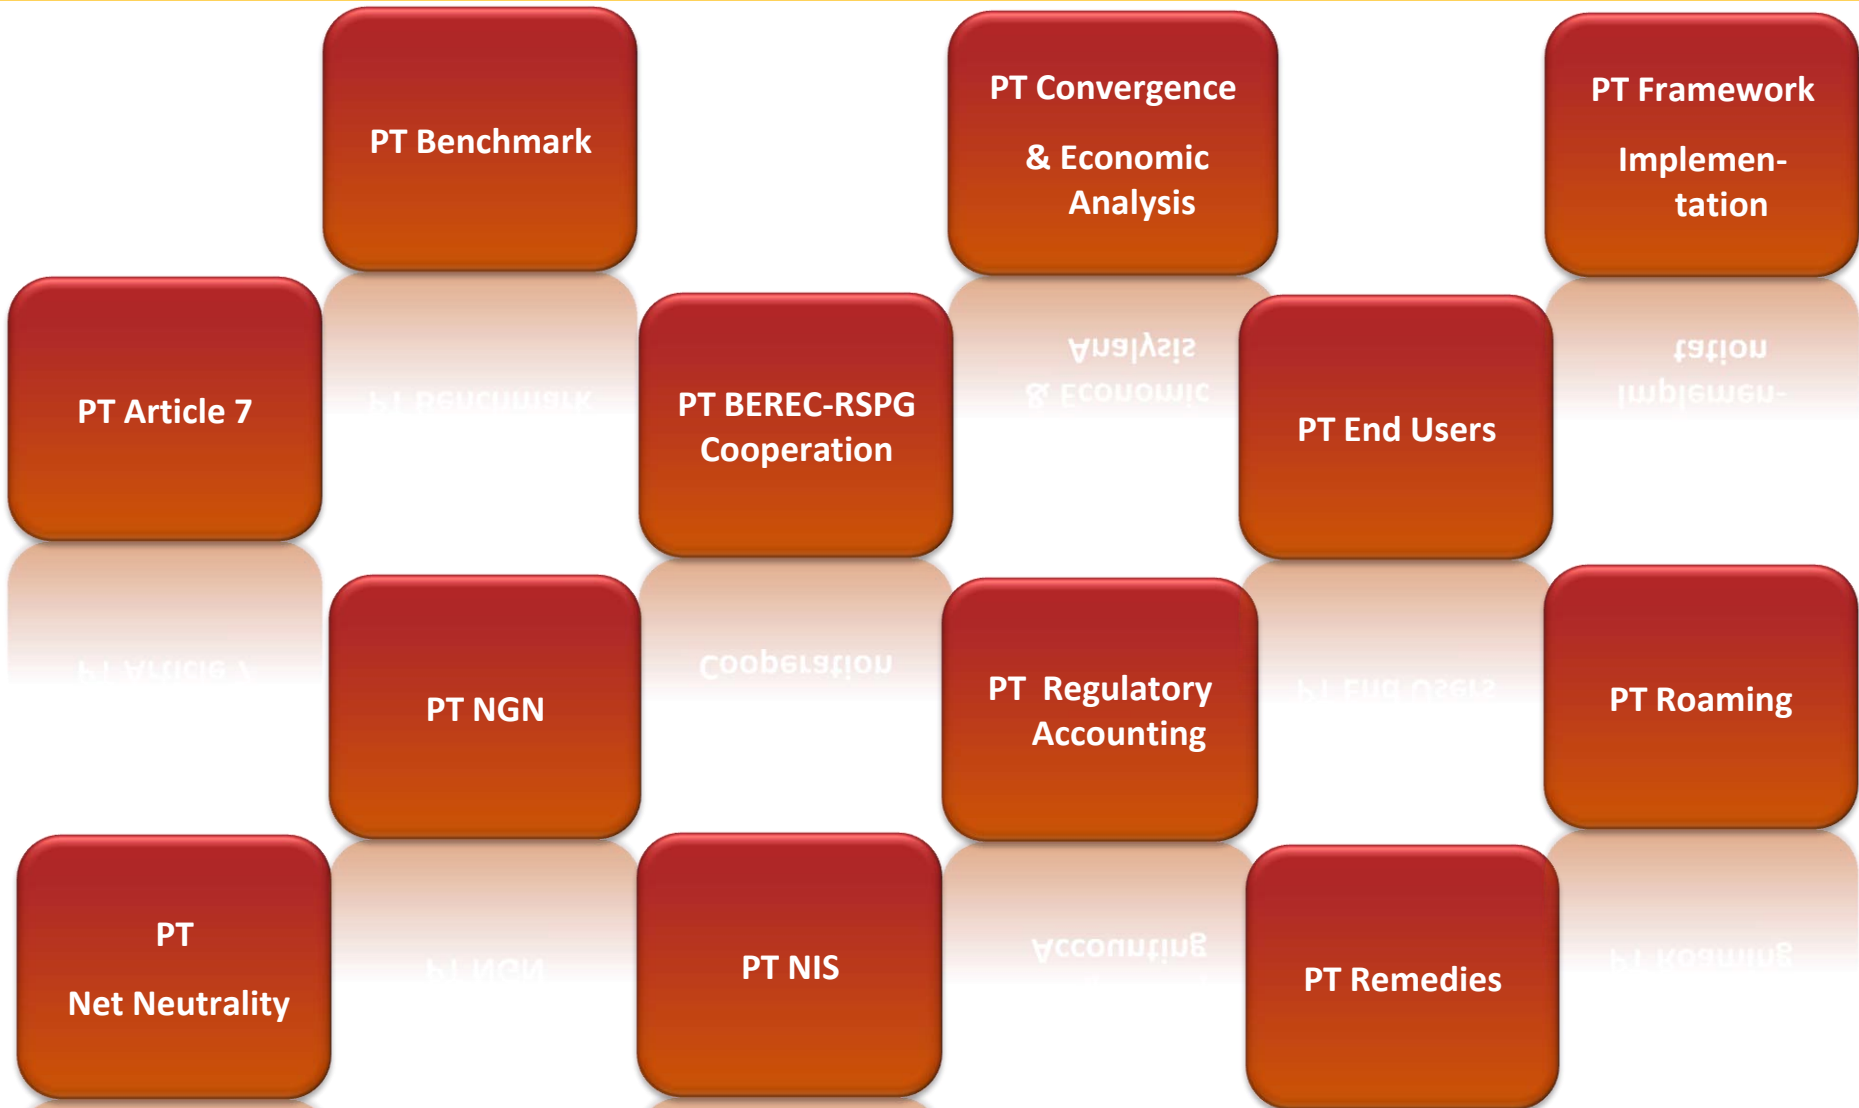 PT Benchmark
PT Convergence
& Economic
Analysis
PT Framework
Implemen-
tation
PT Article 7
PT BEREC-RSPG
Cooperation
PT End Users
PT NGN
PT Regulatory
Accounting
PT Roaming
PT
Net Neutrality
PT NIS
PT Remedies